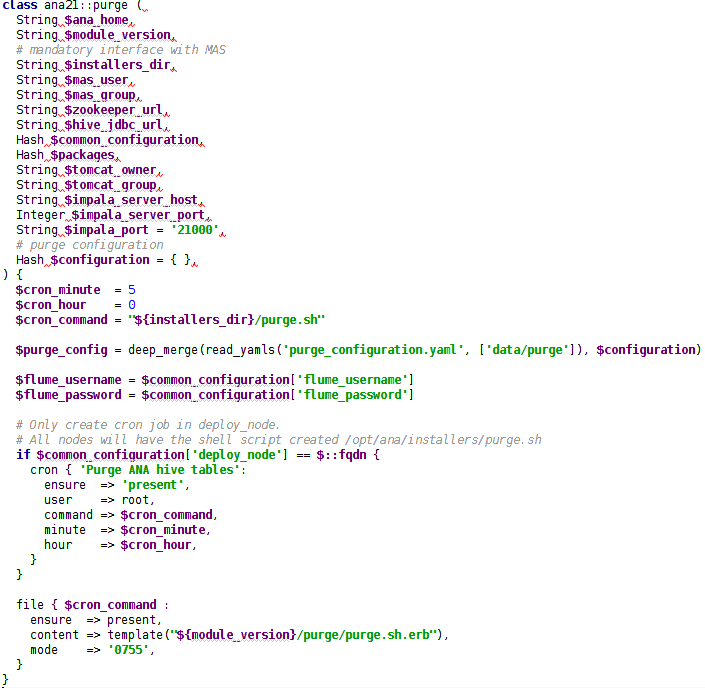 class ana21::purge (
  String $ana_home,
  String $module_version,
  # mandatory interface with MAS
  String $installers_dir,
  String $mas_user,
  String $mas_group,
  String $zookeeper_url,
  String $hive_jdbc_url,
  Hash $common_configuration,
  Hash $packages,
  String $tomcat_owner,
  String $tomcat_group,
  String $impala_server_host,
  Integer $impala_server_port,
  String $impala_port = '21000',
  # purge configuration
  Hash $configuration = { },
) {
  $cron_minute  = 5
  $cron_hour    = 0
  $cron_command = "${installers_dir}/purge.sh"

  $purge_config = deep_merge(read_yamls('purge_configuration.yaml', ['data/purge']), $configuration)

  $flume_username = $common_configuration['flume_username']
  $flume_password = $common_configuration['flume_password']

  # Only create cron job in deploy_node.
  # All nodes will have the shell script created /opt/ana/installers/purge.sh
  if $common_configuration['deploy_node'] == $::fqdn {
    cron { 'Purge ANA hive tables':
      ensure  => 'present',
      user    => root,
      command => $cron_command,
      minute  => $cron_minute,
      hour    => $cron_hour,
    }
  }

  file { $cron_command :
    ensure  => present,
    content => template("${module_version}/purge/purge.sh.erb"),
    mode    => '0755',
  }
}